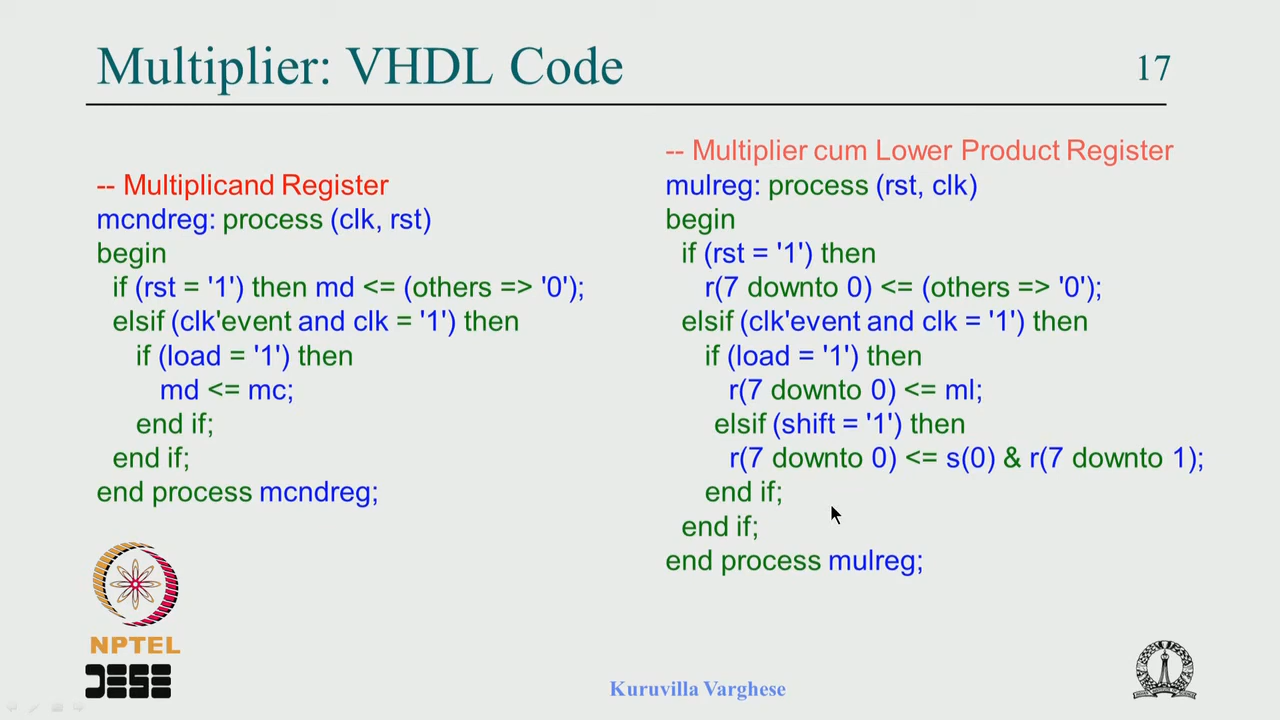 Multiplier: VHDL Code
17
-- Multiplicand Register
mcndreg: process (clk, rst)
begin
if (rst = '1') then md <= (others => '0');
elsif (clk'event and clk = '1') then
if (load = '1') then
md <= mc;
end if;
end if;
end process mcndreg;
-- Multiplier cum Lower Product Register
mulreg: process (rst, clk)
begin
if (rst = '1') then
r(7 downto 0) <= (others => '0');
elsif (clk'event and clk = '1') then
if (load = '1') then
r(7 downto 0) <= ml;
elsif (shift = '1') then
r(7 downto 0) <= s(0) & r(7 downto 1);
end if;
end if;
end process mulreg;
NPTEL
DESE
Kuruvilla Varghese